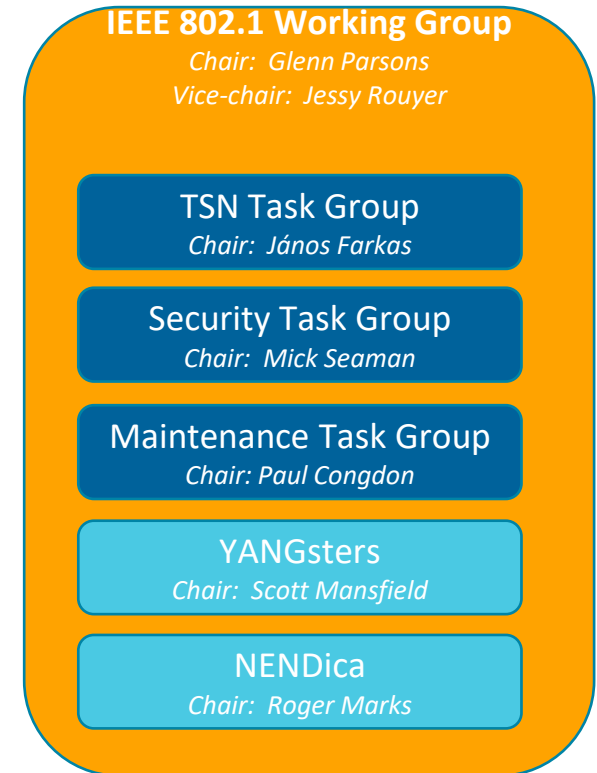 IEEE 802.1 Working Group
Chair: Glenn Parsons
Vice-chair: Jessy Rouyer
TSN Task Group
Chair: János Farkas
Security Task Group
Chair: Mick Seaman
Maintenance Task Group
Chair: Paul Congdon
YANGsters
Chair: Scott Mansfield
NENDica
Chair: Roger Marks